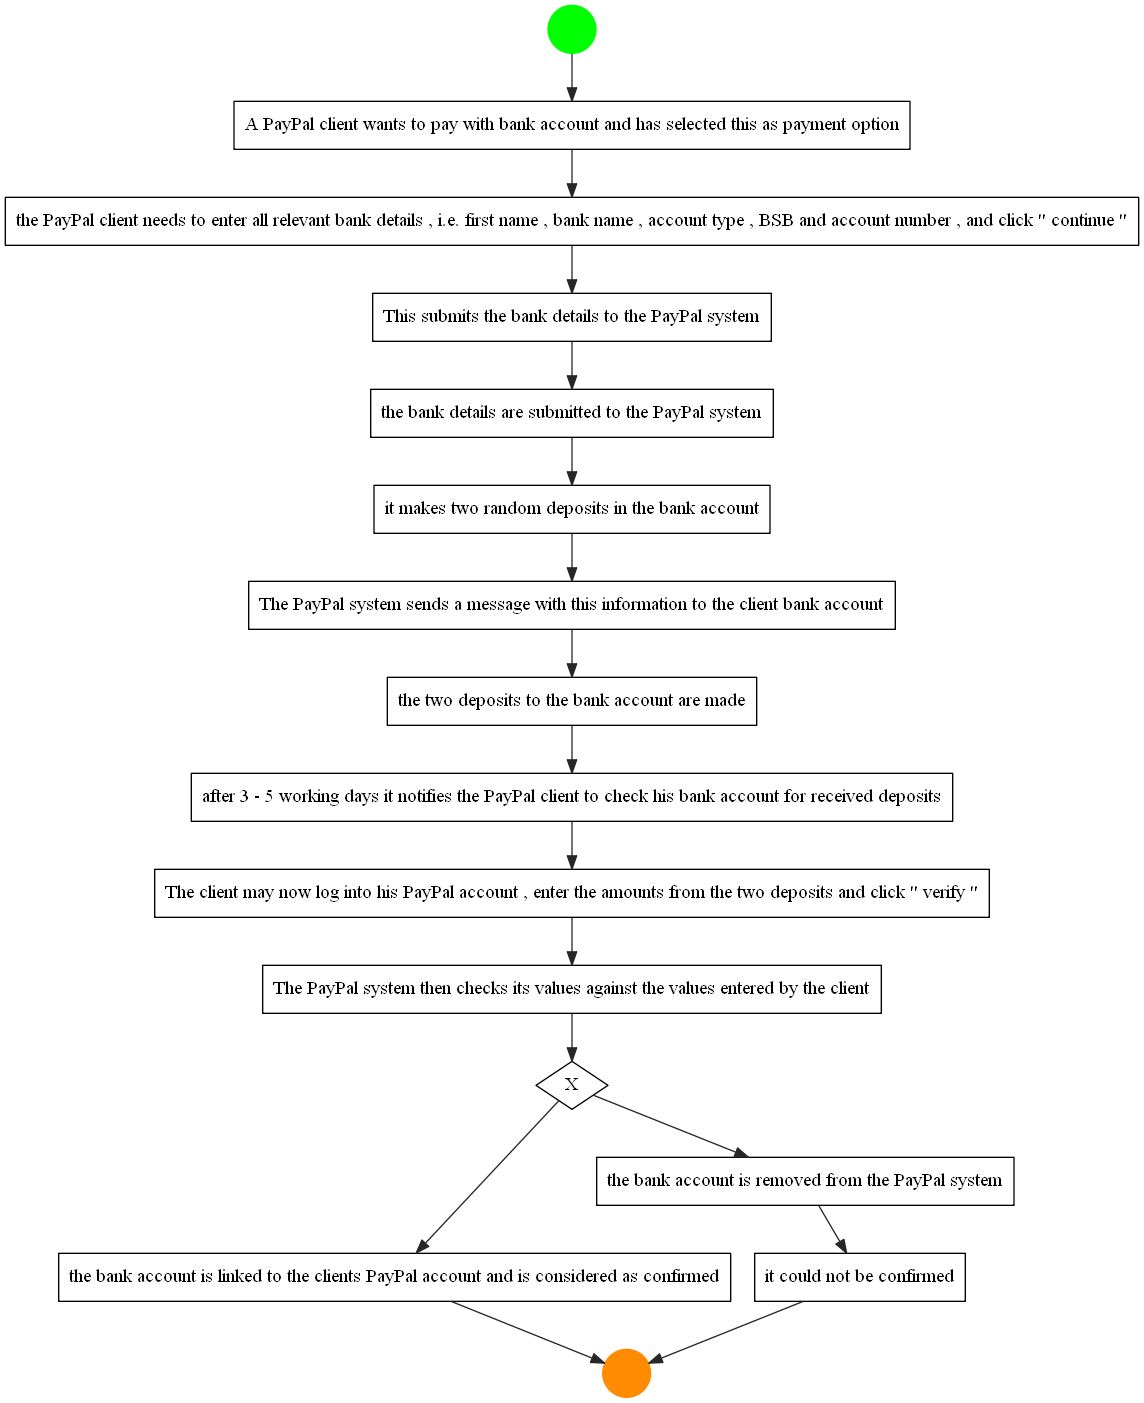 A PayPal client wants to pay with bank account and has selected this as payment option
the PayPal client needs to enter all relevant bank details , i.e. first name , bank name , account type , BSB and account number , and click " continue "
This submits the bank details to the PayPal system
the bank details are submitted to the PayPal system
it makes two random deposits in the bank account
The PayPal system sends a message with this information to the client bank account
the two deposits to the bank account are made
after 3 - 5 working days it notifies the PayPal client to check his bank account for received deposits
The client may now log into his PayPal account , enter the amounts from the two deposits and click " verify "
The PayPal system then checks its values against the values entered by the client
X
the bank account is removed from the PayPal system
the bank account is linked to the clients PayPal account and is considered as confirmed
it could not be confirmed